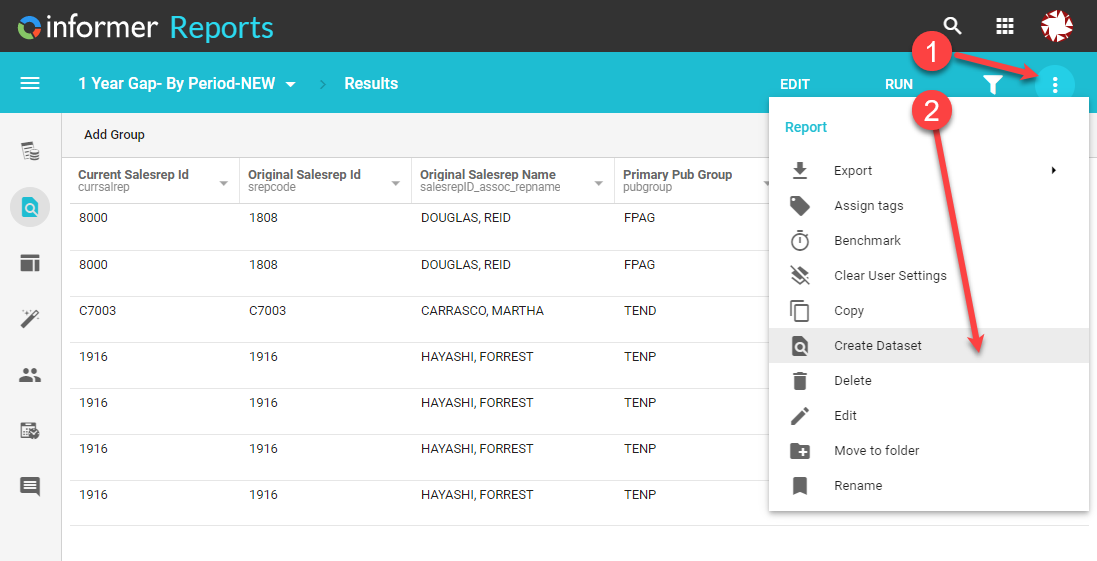 informer Reports
1 Year Gap- By Period-NEW Results EDIT RUN
1
2
Add Group
Current Salesrep Id Original Salesrep Id Original Salesrep Name Primary Pub Group
currsalrep srepcode salesrepID_assoc_repname pubgroup
8000 1808 DOUGLAS, REID FPAG
8000 1808 DOUGLAS, REID FPAG
C7003 C7003 CARRASCO, MARTHA TEND
1916 1916 HAYASHI, FORREST TENP
1916 1916 HAYASHI, FORREST TENP
1916 1916 HAYASHI, FORREST TENP
1916 1916 HAYASHI, FORREST TENP
Report
Export
Assign tags
Benchmark
Clear User Settings
Copy
Create Dataset
Delete
Edit
Move to folder
Rename